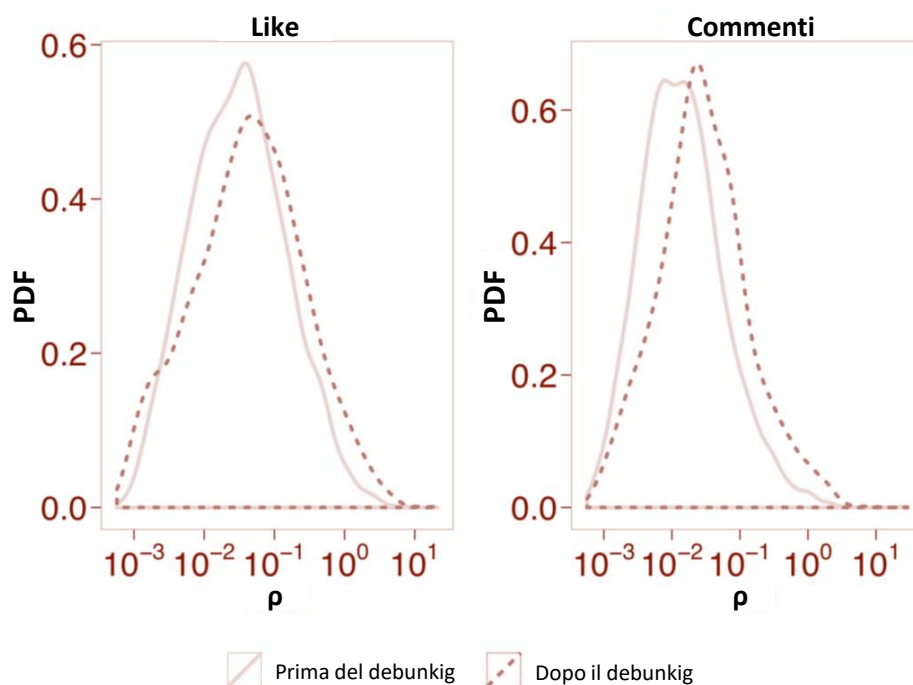 Like
Commenti
0.6
0.4
0.2
0.0
PDF
10⁻³ 10⁻² 10⁻¹ 10⁰ 10¹
ρ
0.6
0.4
0.2
0.0
PDF
10⁻³ 10⁻² 10⁻¹ 10⁰ 10¹
ρ
Prima del debunkig
Dopo il debunkig